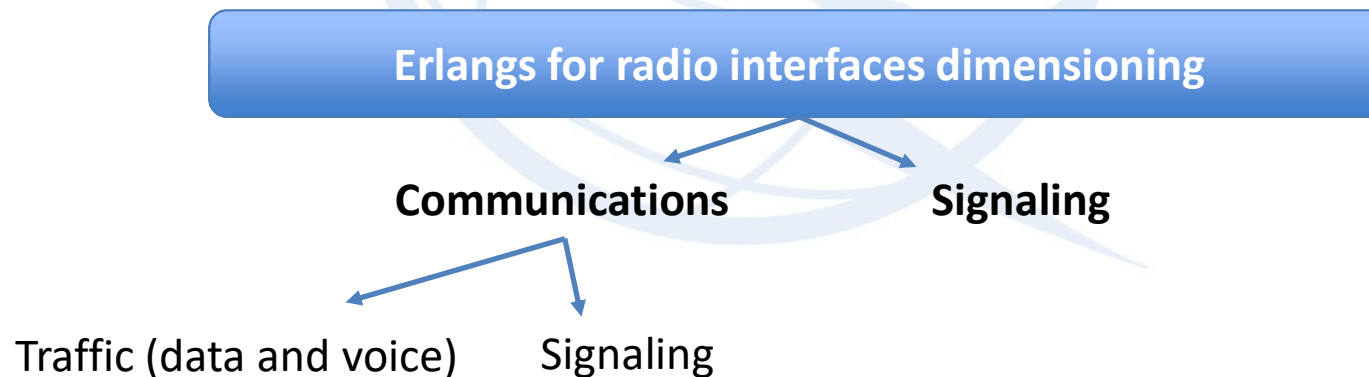 Erlangs for radio interfaces dimensioning
Communications
Signaling
Traffic (data and voice)
Signaling